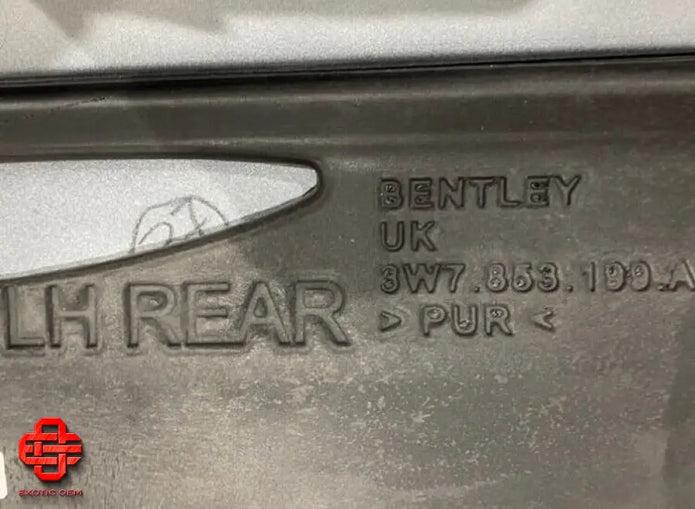 BENTLEY
UK
3W7.853.190.A
> PUR <
LH REAR
EXOTIC OEM